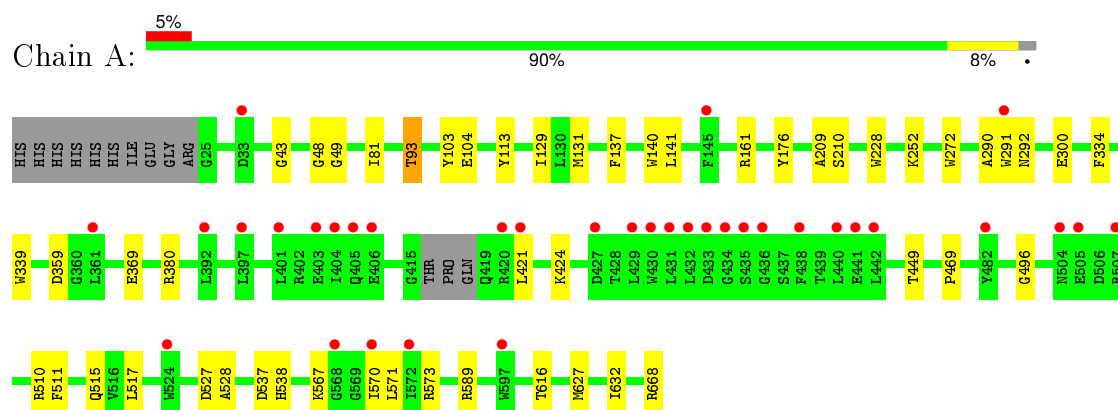 5%
Chain A:
90% 8% •
HIS HIS HIS HIS HIS HIS ILE GLU GLY ARG G25 D33 G43 G48 G49 I81 T93 Y103 E104 Y113 I129 L130 M131 F137 W140 L141 F145 R161 Y176 A209 S210 W228 K252 W272 A290 W291 N292 E300 F334
W339 D359 G360 L361 E369 R380 L392 L397 L401 R402 E403 I404 Q405 E406 G415 THR PRO GLN Q419 R420 L421 K424 D427 T428 L429 W430 L431 L432 D433 G434 S435 G436 S437 F438 T439 L440 E441 L442 T449 P469 Y482 G496 N504 E505 D506 R507
R510 F511 Q515 V516 L517 W524 D527 A528 D537 H538 K567 G568 G569 I570 L571 I572 R573 R589 W597 T616 M627 I632 R668